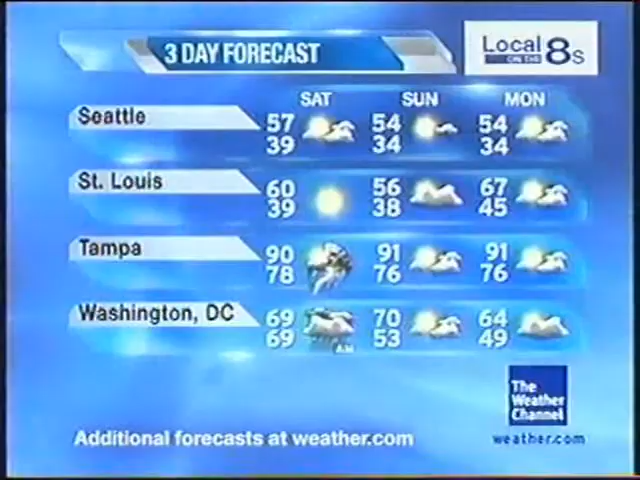 3 DAY FORECAST
Local
ON THE 8s
SAT SUN MON
Seattle 57 54 54
39 34 34
St. Louis 60 56 67
39 38 45
Tampa 90 91 91
78 76 76
Washington, DC 69 70 64
69 53 49
AM
The
Weather
Channel
Additional forecasts at weather.com
weather.com